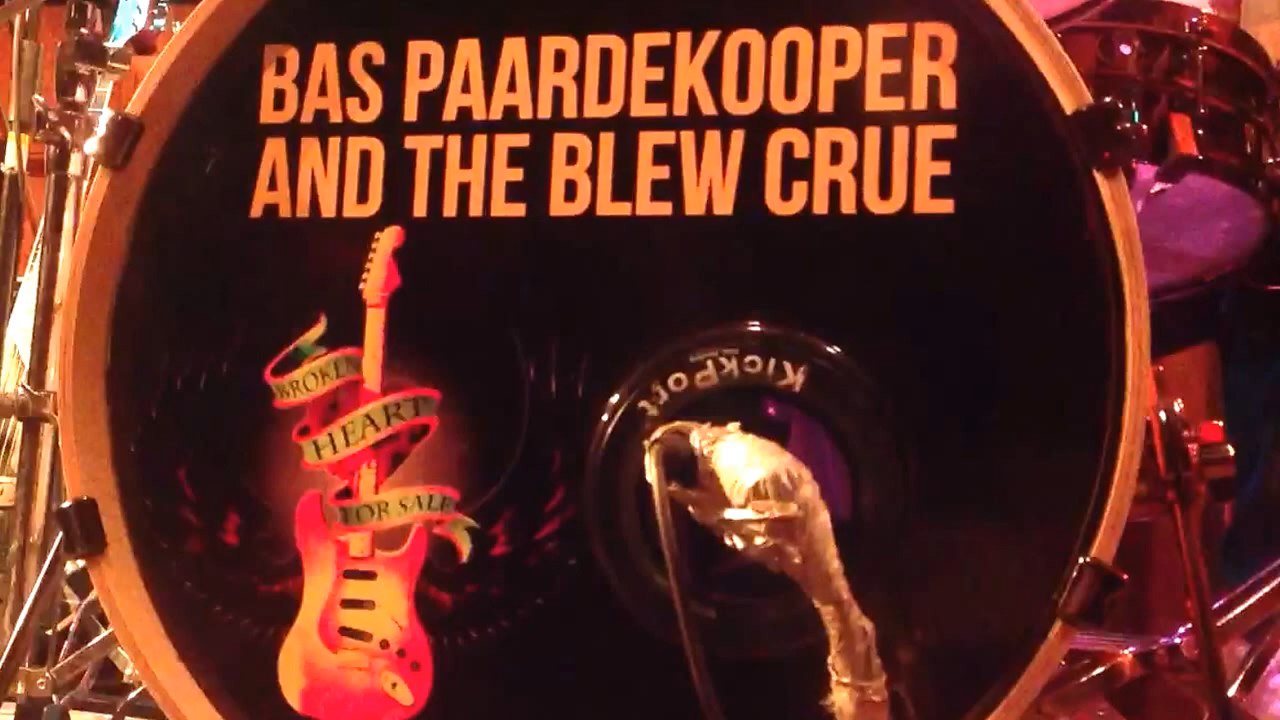 BAS PAARDEKOOPER
AND THE BLEW CRUE
BROKEN
HEART
FOR SALE
KickPort